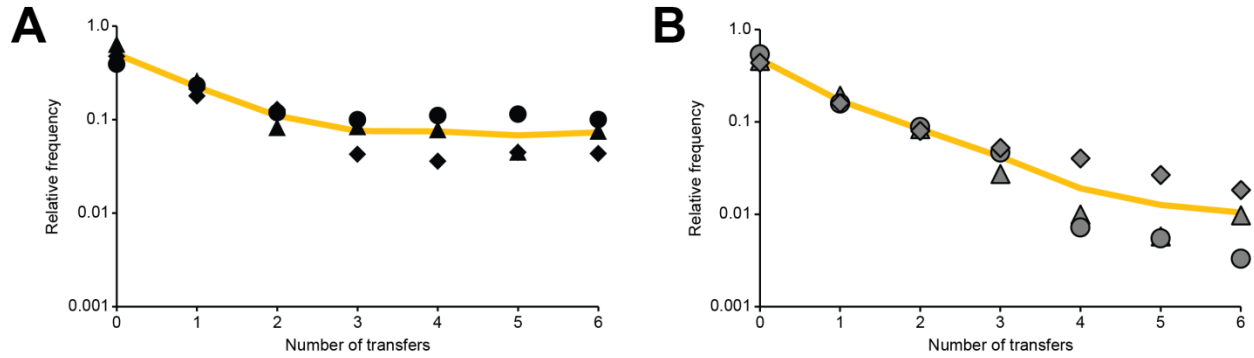 A
1.0
0.1
0.01
0.001
Relative frequency
0 1 2 3 4 5 6
Number of transfers
B
1.0
0.1
0.01
0.001
Relative frequency
0 1 2 3 4 5 6
Number of transfers